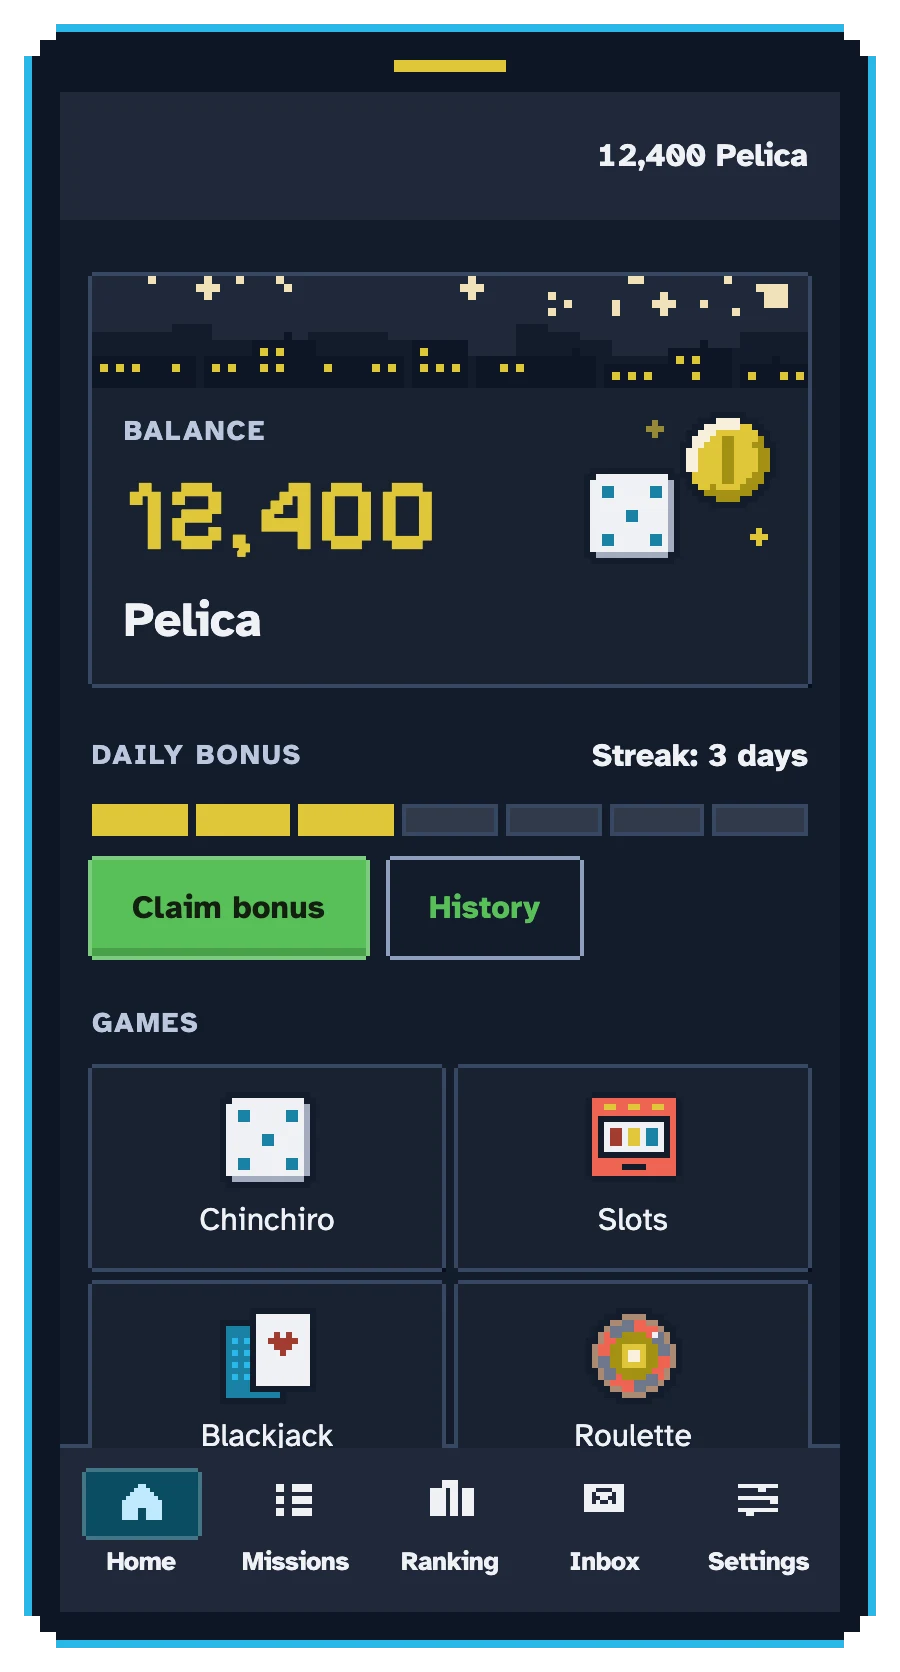 12,400 Pelica
BALANCE
12,400
Pelica
DAILY BONUS
Streak: 3 days
Claim bonus
History
GAMES
Chinchiro
Slots
Blackjack
Roulette
Home
Missions
Ranking
Inbox
Settings